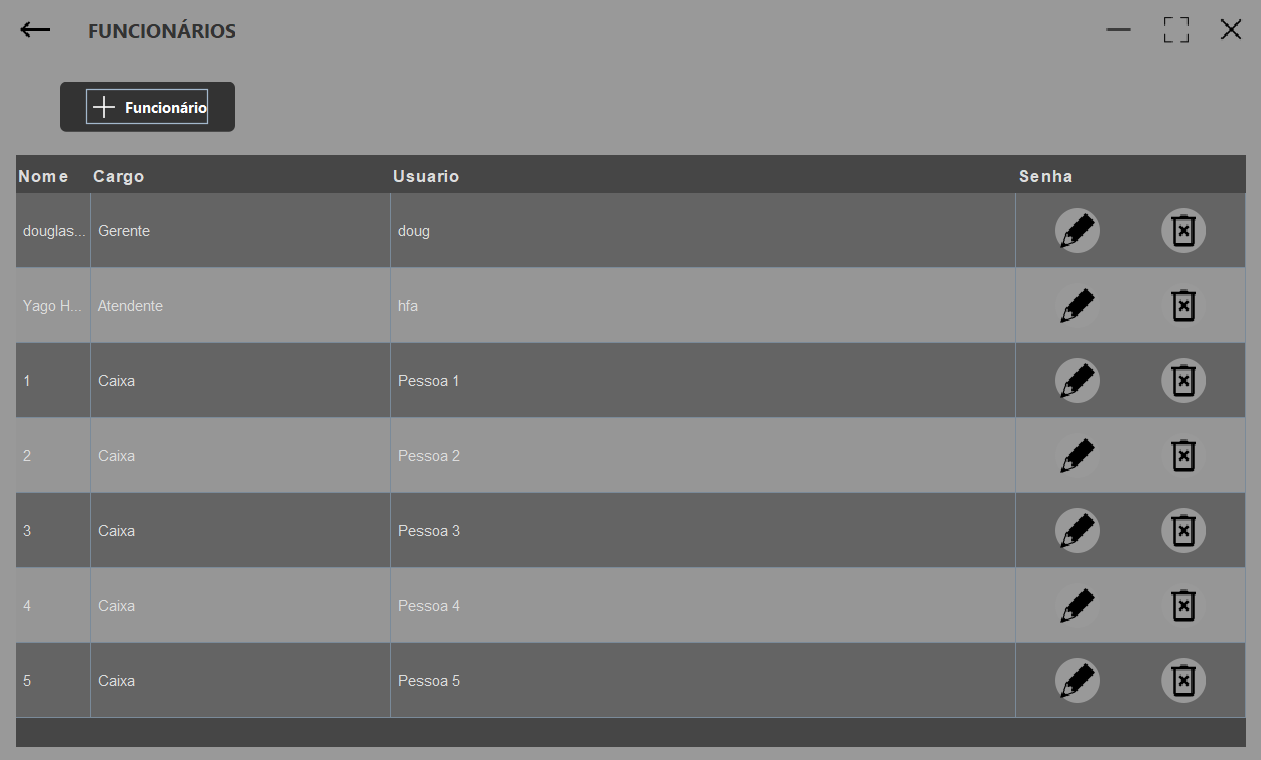 FUNCIONÁRIOS
Funcionário
Nome Cargo Usuario Senha
douglas... Gerente doug
Yago H... Atendente hfa
1 Caixa Pessoa 1
2 Caixa Pessoa 2
3 Caixa Pessoa 3
4 Caixa Pessoa 4
5 Caixa Pessoa 5